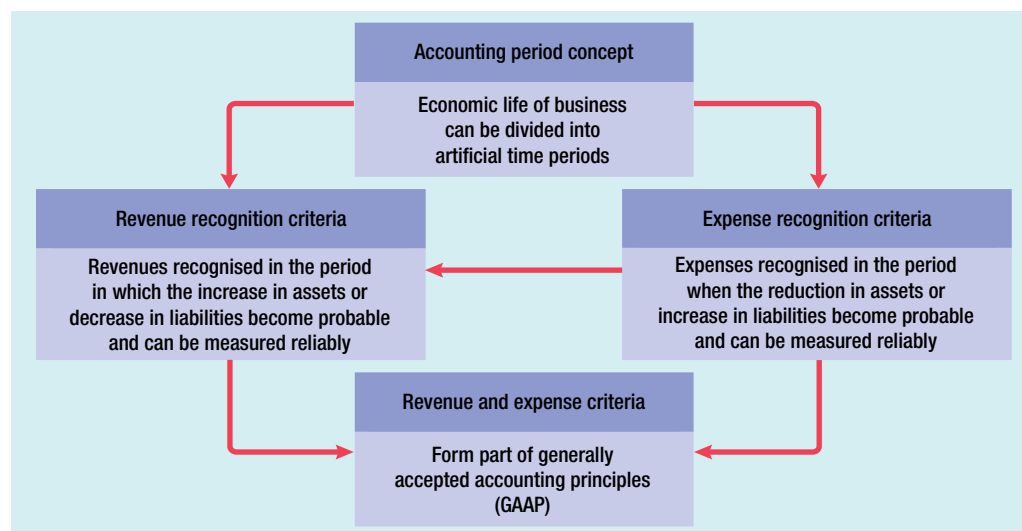 Accounting period concept
Economic life of business
can be divided into
artificial time periods
Revenue recognition criteria
Revenues recognised in the period
in which the increase in assets or
decrease in liabilities become probable
and can be measured reliably
Expense recognition criteria
Expenses recognised in the period
when the reduction in assets or
increase in liabilities become probable
and can be measured reliably
Revenue and expense criteria
Form part of generally
accepted accounting principles
(GAAP)